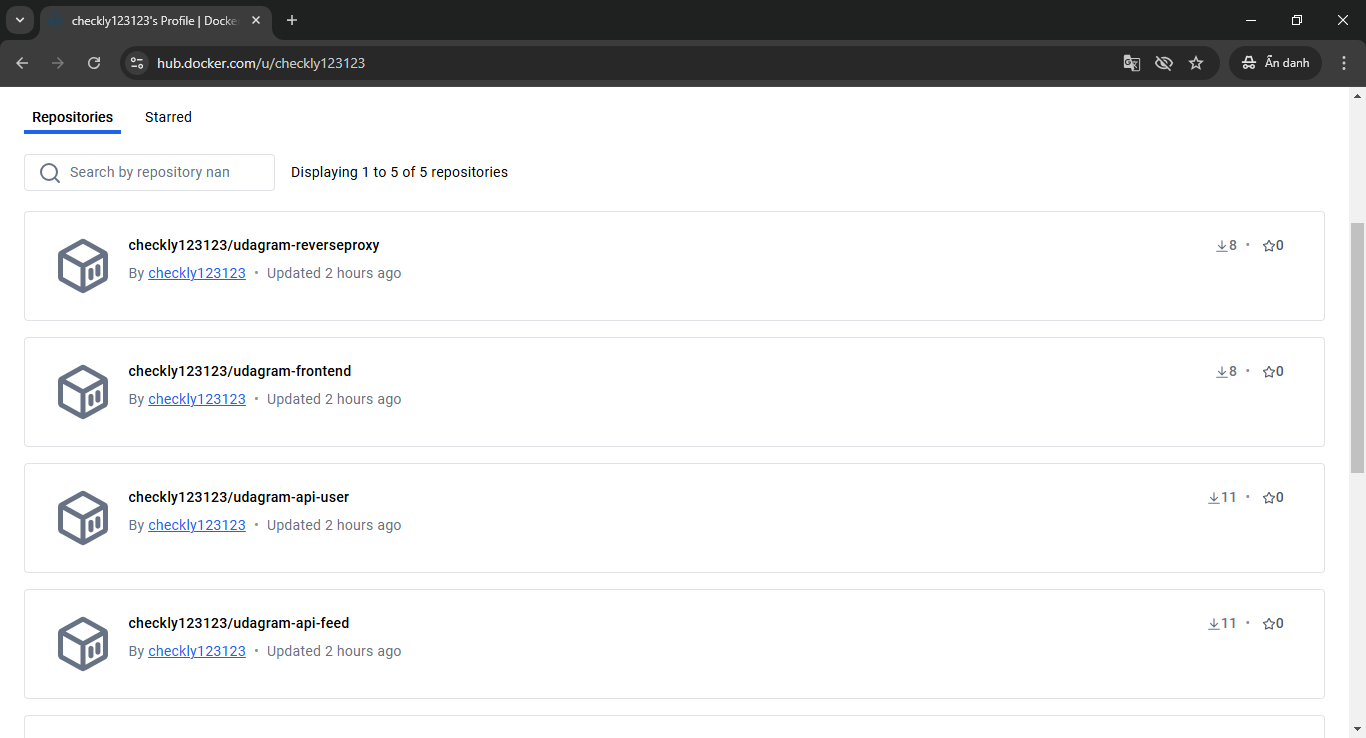 checkly123123's Profile | Docke
hub.docker.com/u/checkly123123
Ẩn danh
Repositories
Starred
Search by repository nan
Displaying 1 to 5 of 5 repositories
checkly123123/udagram-reverseproxy
8 • 0
By checkly123123 • Updated 2 hours ago
checkly123123/udagram-frontend
8 • 0
By checkly123123 • Updated 2 hours ago
checkly123123/udagram-api-user
11 • 0
By checkly123123 • Updated 2 hours ago
checkly123123/udagram-api-feed
11 • 0
By checkly123123 • Updated 2 hours ago